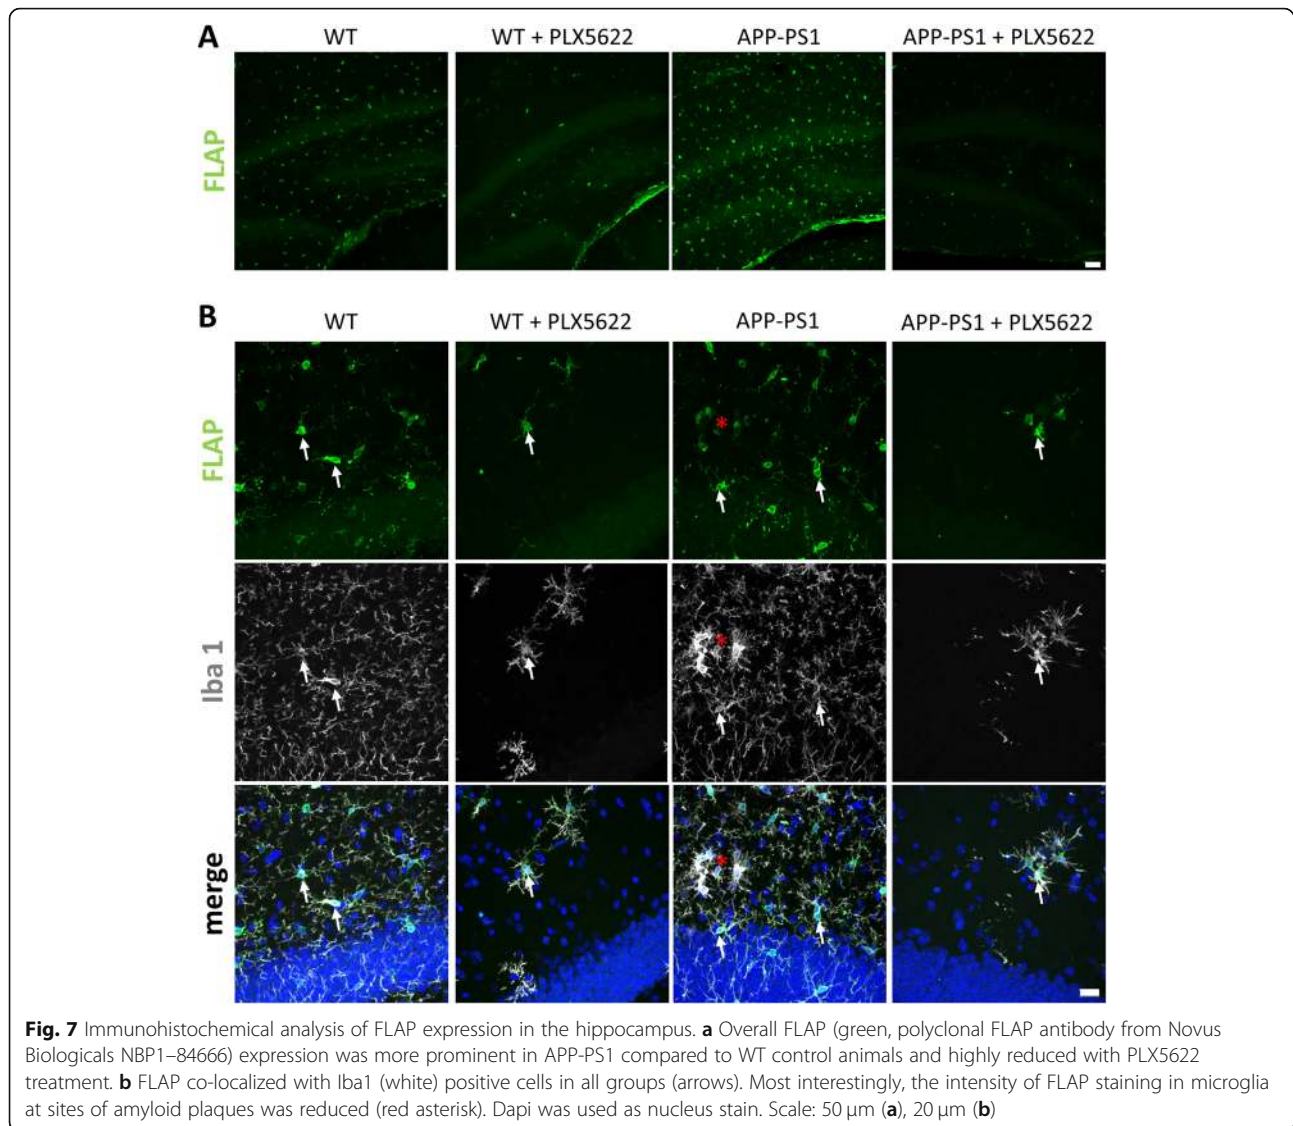 A
WT
WT + PLX5622
APP-PS1
APP-PS1 + PLX5622
FLAP
B
WT
WT + PLX5622
APP-PS1
APP-PS1 + PLX5622
FLAP
*
Iba 1
*
merge
*
Fig. 7 Immunohistochemical analysis of FLAP expression in the hippocampus. a Overall FLAP (green, polyclonal FLAP antibody from Novus
Biologicals NBP1–84666) expression was more prominent in APP-PS1 compared to WT control animals and highly reduced with PLX5622
treatment. b FLAP co-localized with Iba1 (white) positive cells in all groups (arrows). Most interestingly, the intensity of FLAP staining in microglia
at sites of amyloid plaques was reduced (red asterisk). Dapi was used as nucleus stain. Scale: 50 μm (a), 20 μm (b)